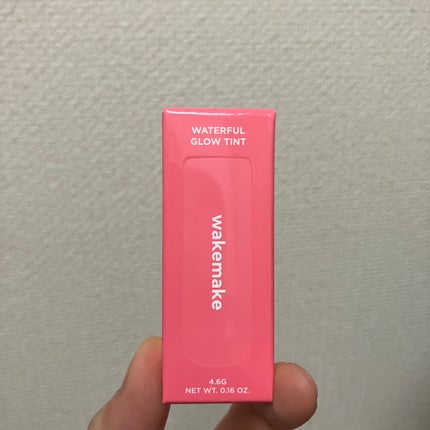 WATERFUL
GLOW TINT
wakemake
4.6G
NET WT. 0.16 OZ.